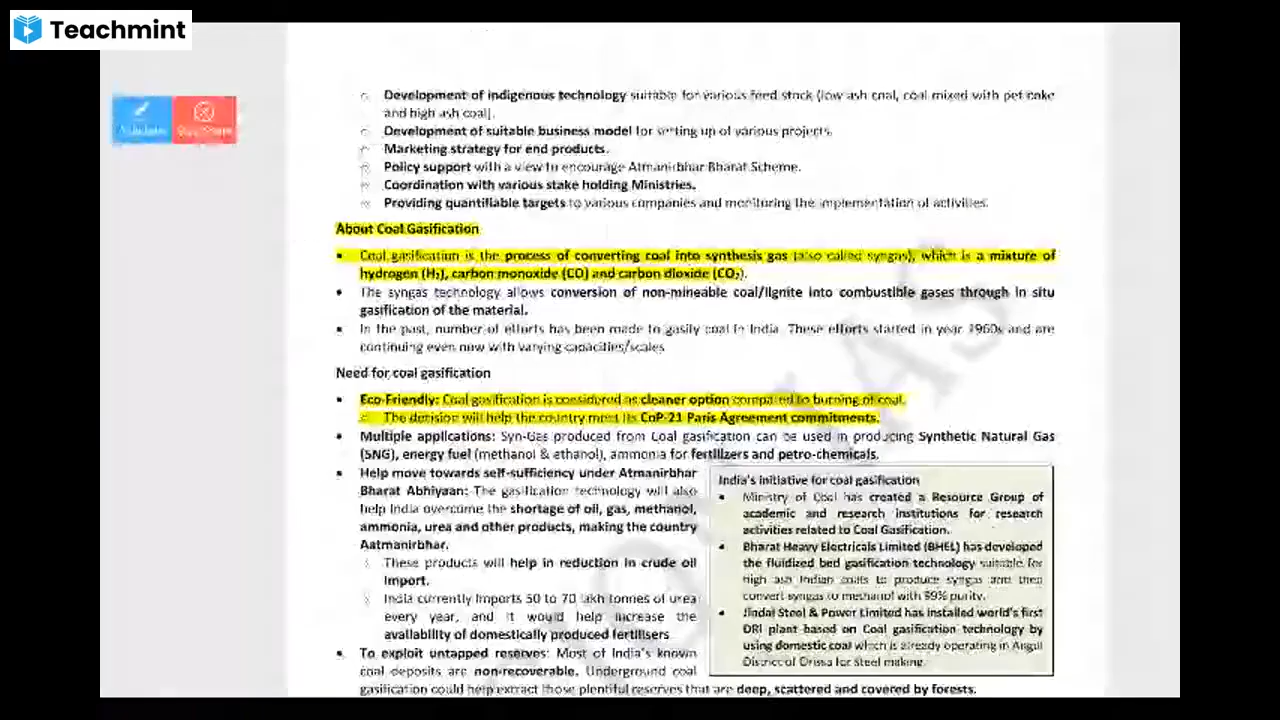 Teachmint
Development of indigenous technology suitable for various feed stock (low ash coal, coal mixed with pet coke
and high ash coal).
Development of suitable business model for setting up of various projects.
Marketing strategy for end products.
Policy support with a view to encourage Atmanirbhar Bharat Scheme.
Coordination with various stake holding Ministries.
Providing quantifiable targets to various companies and monitoring the implementation of activities.
About Coal Gasification
• Coal gasification is the process of converting coal into synthesis gas (also called syngas), which is a mixture of
hydrogen (H₂), carbon monoxide (CO) and carbon dioxide (CO₂).
• The syngas technology allows conversion of non-mineable coal/lignite into combustible gases through in situ
gasification of the material.
• In the past, number of efforts has been made to gasify coal in India. These efforts started in year 1960s and are
continuing even now with varying capacities/scales
Need for coal gasification
• Eco-Friendly: Coal gasification is considered as cleaner option compared to burning of coal.
The decision will help the country meet its CoP-21 Paris Agreement commitments.
• Multiple applications: Syn-Gas produced from Coal gasification can be used in producing Synthetic Natural Gas
(SNG), energy fuel (methanol & ethanol), ammonia for fertilizers and petro-chemicals.
• Help move towards self-sufficiency under Atmanirbhar
Bharat Abhiyaan: The gasification technology will also
help India overcome the shortage of oil, gas, methanol,
ammonia, urea and other products, making the country
Aatmanirbhar.
These products will help in reduction in crude oil
import.
India currently imports 50 to 70 lakh tonnes of urea
every year, and it would help increase the
availability of domestically produced fertilisers
• To exploit untapped reserves: Most of India's known
coal deposits are non-recoverable. Underground coal
gasification could help extract those plentiful reserves that are deep, scattered and covered by forests.
India's initiative for coal gasification
• Ministry of Coal has created a Resource Group of
academic and research institutions for research
activities related to Coal Gasification.
• Bharat Heavy Electricals Limited (BHEL) has developed
the fluidized bed gasification technology suitable for
high ash Indian coals to produce syngas and then
convert syngas to methanol with 99% purity.
• Jindal Steel & Power Limited has installed world's first
DRI plant based on Coal gasification technology by
using domestic coal which is already operating in Angul
District of Orissa for Steel making.